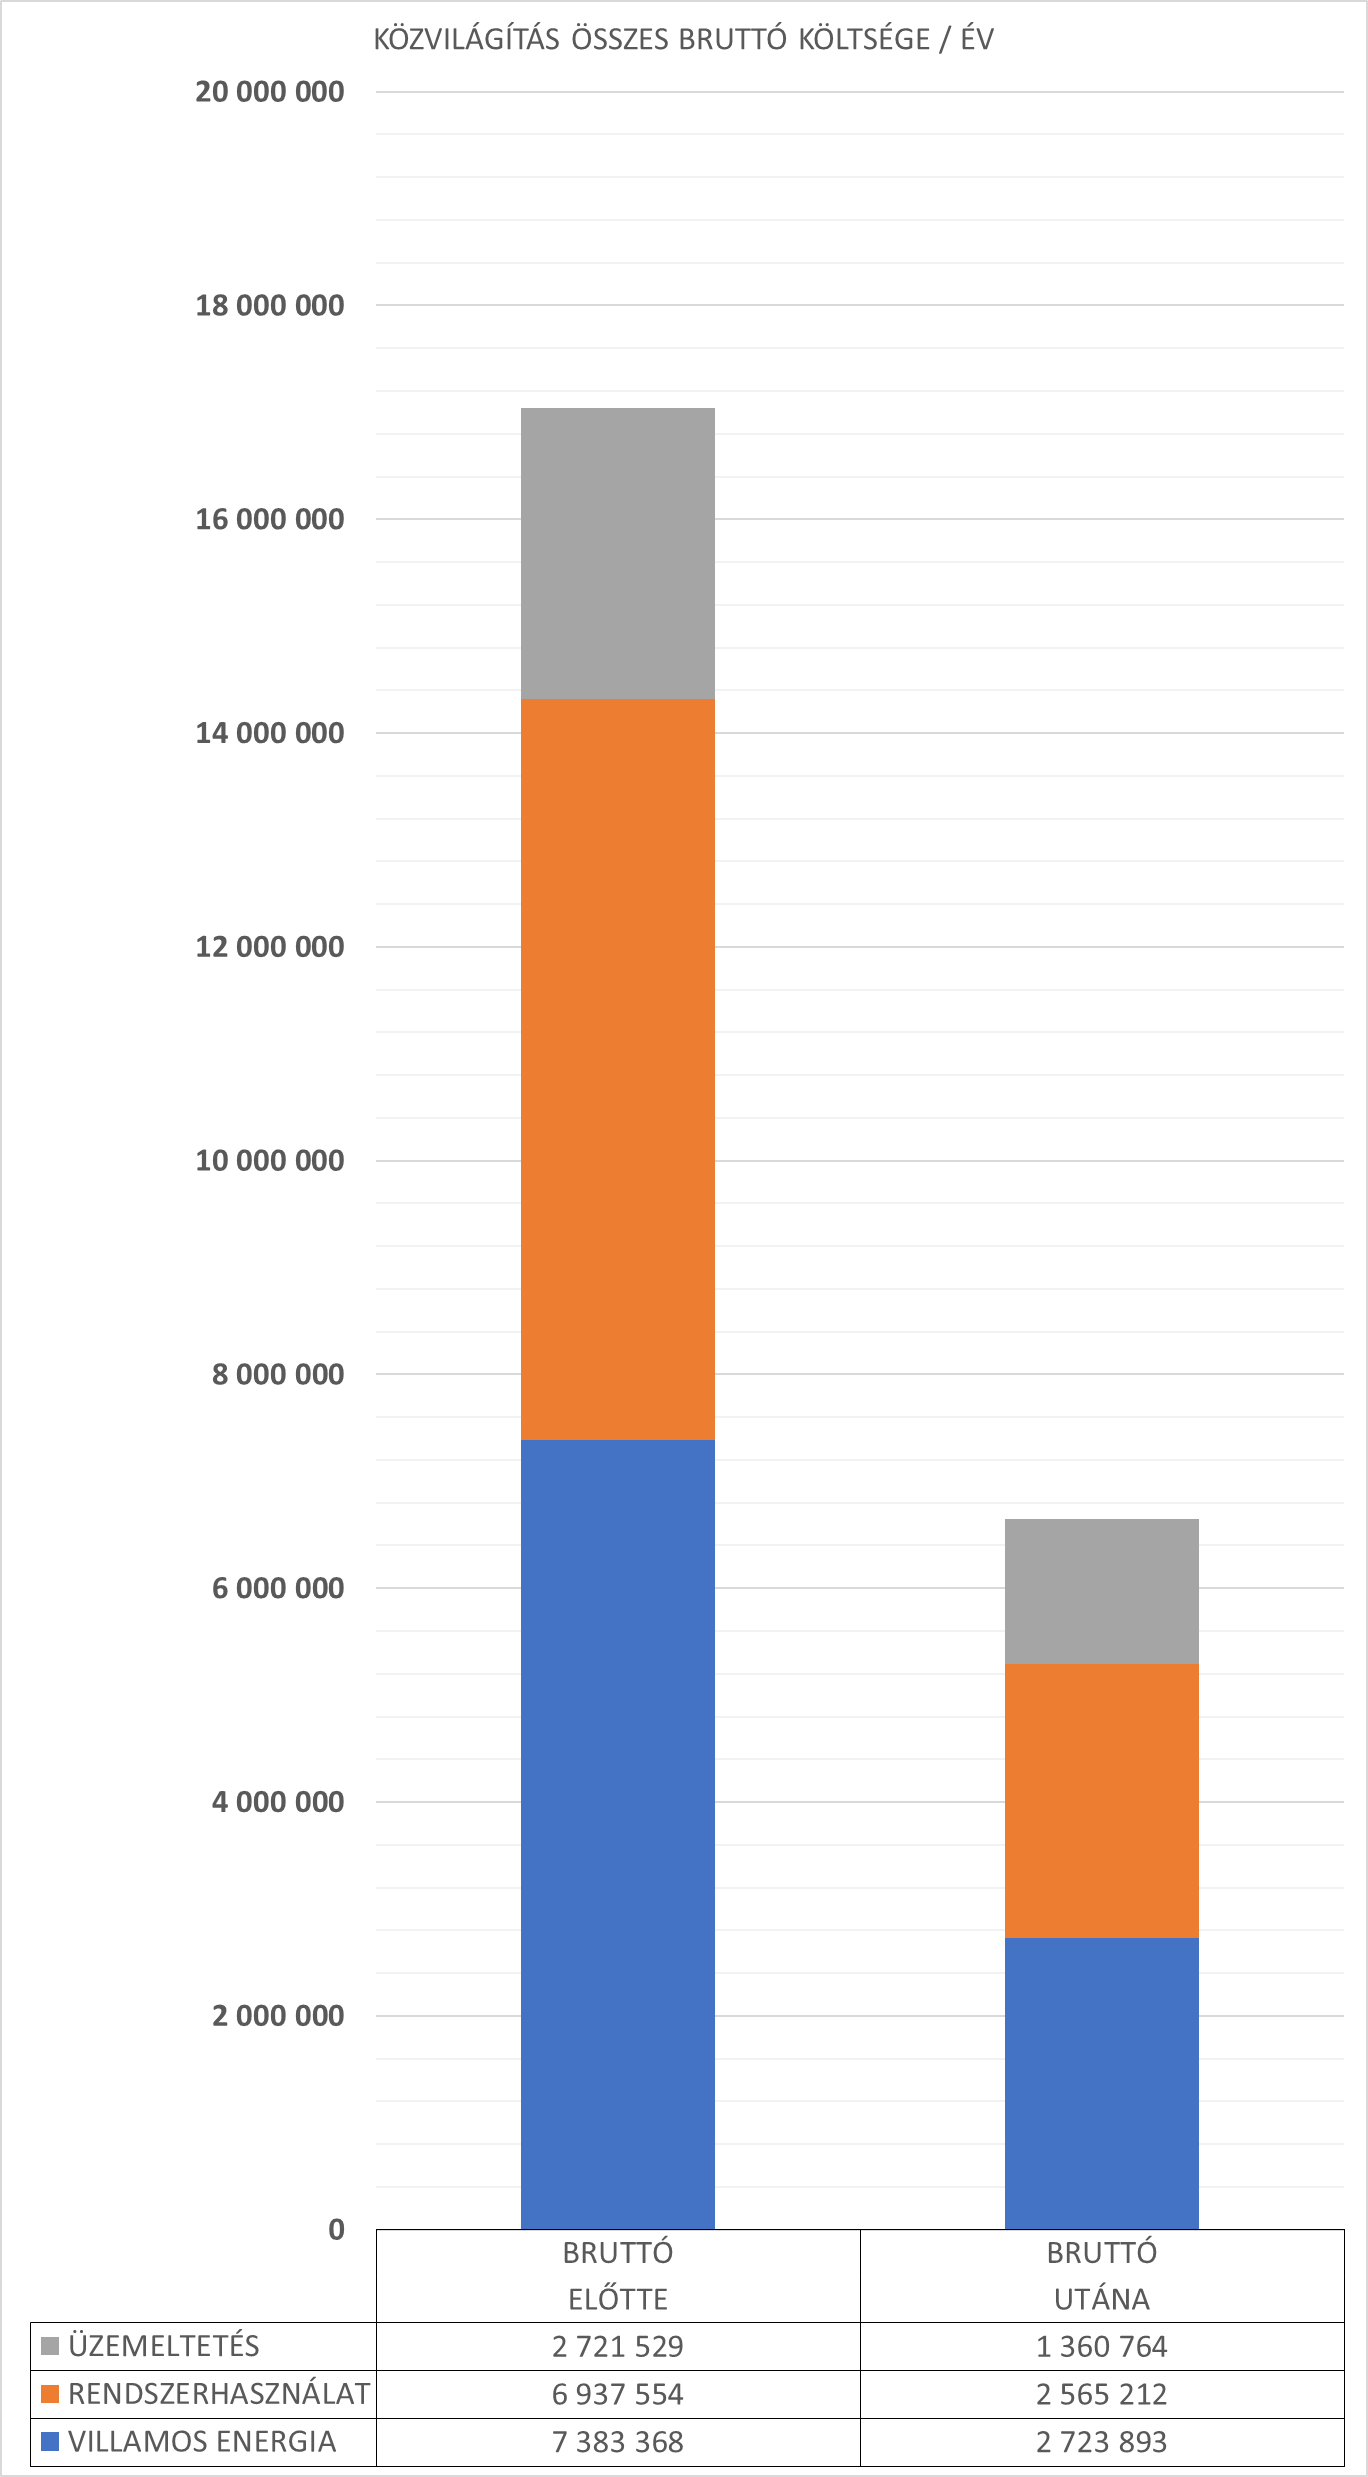 KÖZVILÁGÍTÁS ÖSSZES BRUTTÓ KÖLTSÉGE / ÉV
20 000 000
18 000 000
16 000 000
14 000 000
12 000 000
10 000 000
8 000 000
6 000 000
4 000 000
2 000 000
0
BRUTTÓ BRUTTÓ
ELŐTTE UTÁNA
ÜZEMELTETÉS 2 721 529 1 360 764
RENDSZERHASZNÁLAT 6 937 554 2 565 212
VILLAMOS ENERGIA 7 383 368 2 723 893